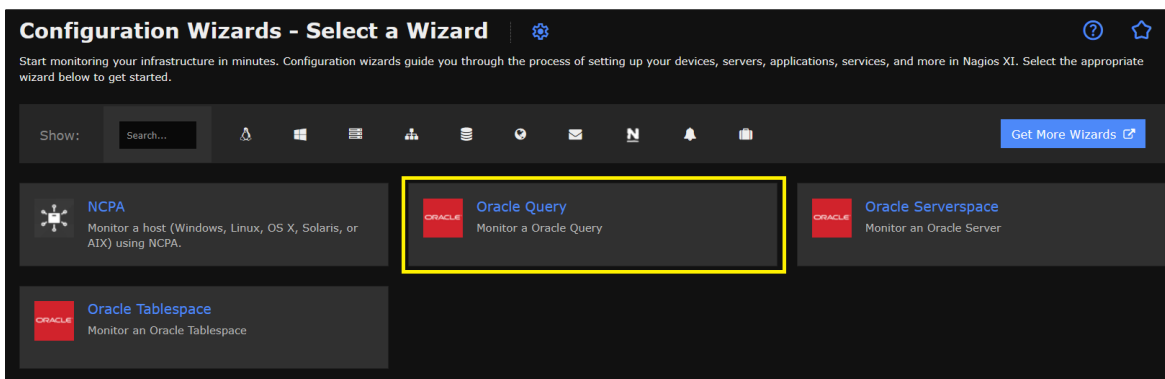 Configuration Wizards - Select a Wizard
Start monitoring your infrastructure in minutes. Configuration wizards guide you through the process of setting up your devices, servers, applications, services, and more in Nagios XI. Select the appropriate
wizard below to get started.
Show:
Search...
N
Get More Wizards
NCPA
Monitor a host (Windows, Linux, OS X, Solaris, or
AIX) using NCPA.
ORACLE
Oracle Query
Monitor a Oracle Query
ORACLE
Oracle Serverspace
Monitor an Oracle Server
ORACLE
Oracle Tablespace
Monitor an Oracle Tablespace